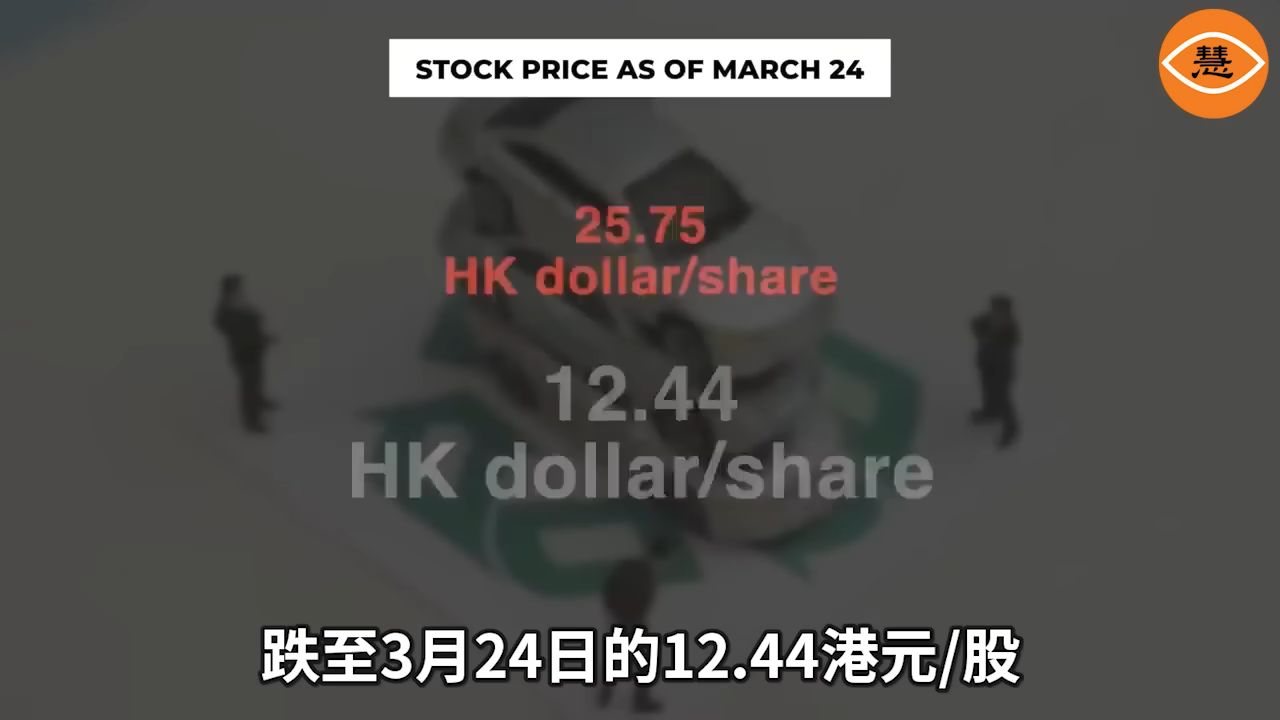 STOCK PRICE AS OF MARCH 24
慧
25.75
HK dollar/share
12.44
HK dollar/share
跌至3月24日的12.44港元/股